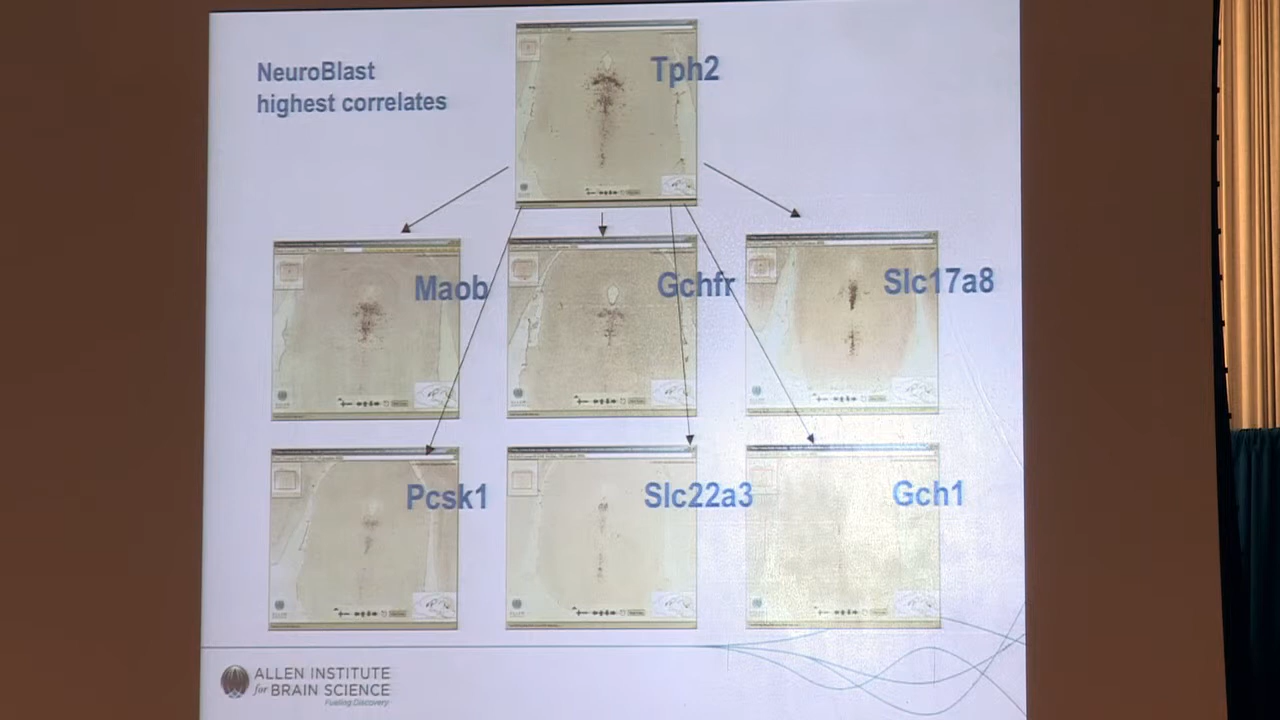 NeuroBlast
highest correlates
Tph2
Maob
Gchfr
Slc17a8
Pcsk1
Slc22a3
Gch1
ALLEN INSTITUTE
for BRAIN SCIENCE
Fueling Discovery